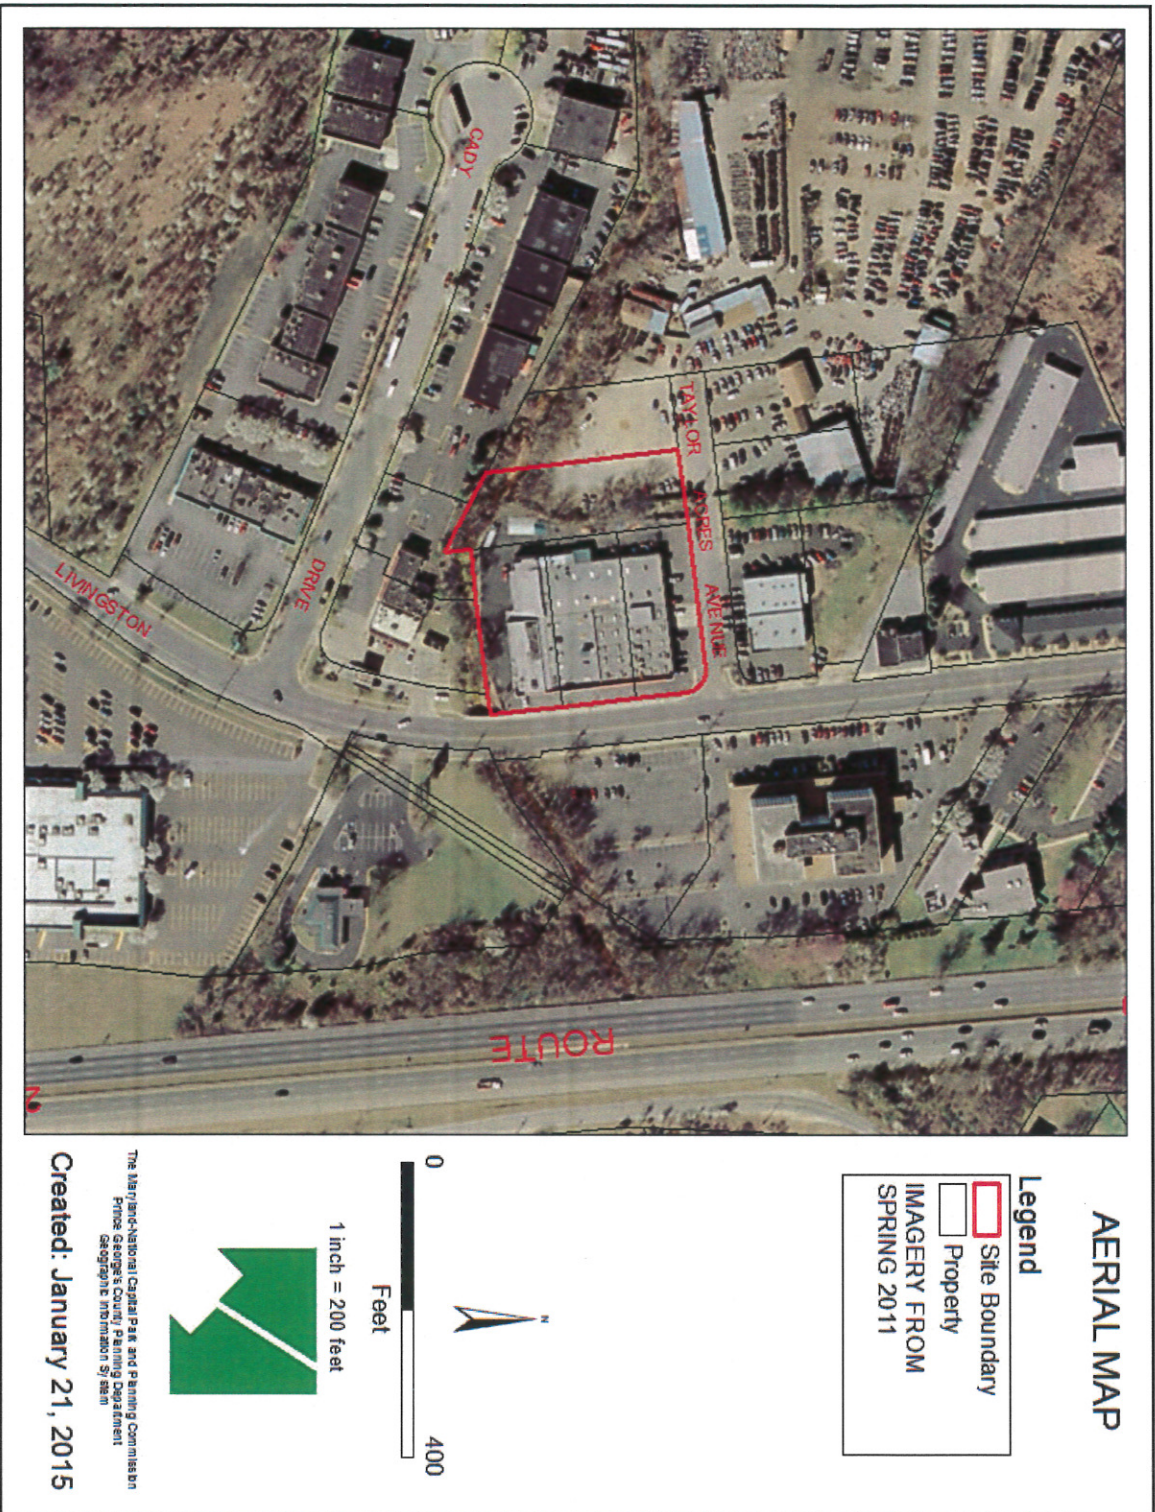 AERIAL MAP
Legend
Site Boundary
Property
IMAGERY FROM
SPRING 2011
N
0
400
Feet
1 inch = 200 feet
The Maryland-National Capital Park and Planning Commission
Prince George's County Planning Department
Geographic Information System
Created: January 21, 2015
CADY
DRIVE
LIVINGSTON
TAYLOR
ACRES
AVENUE
ROUTE